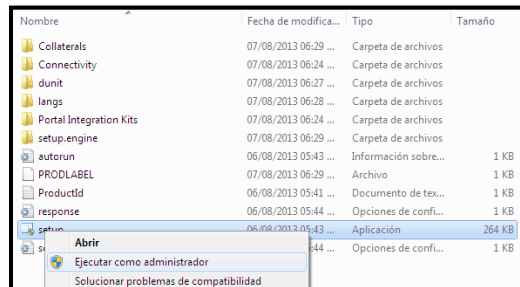 Nombre Fecha de modifica... Tipo Tamaño
Collaterals 07/08/2013 06:29 ... Carpeta de archivos
Connectivity 07/08/2013 06:24 ... Carpeta de archivos
dunit 07/08/2013 06:27 ... Carpeta de archivos
langs 07/08/2013 06:28 ... Carpeta de archivos
Portal Integration Kits 07/08/2013 06:24 ... Carpeta de archivos
setup.engine 07/08/2013 06:29 ... Carpeta de archivos
autorun 06/08/2013 05:43 ... Información sobre... 1 KB
PRODLABEL 07/08/2013 06:29 ... Archivo 1 KB
ProductId 06/08/2013 05:41 ... Documento de tex... 1 KB
response 06/08/2013 05:44 ... Opciones de confi... 1 KB
setup 06/08/2013 05:43 ... Aplicación 264 KB
:44 ... Opciones de confi... 1 KB
Abrir
Ejecutar como administrador
Solucionar problemas de compatibilidad